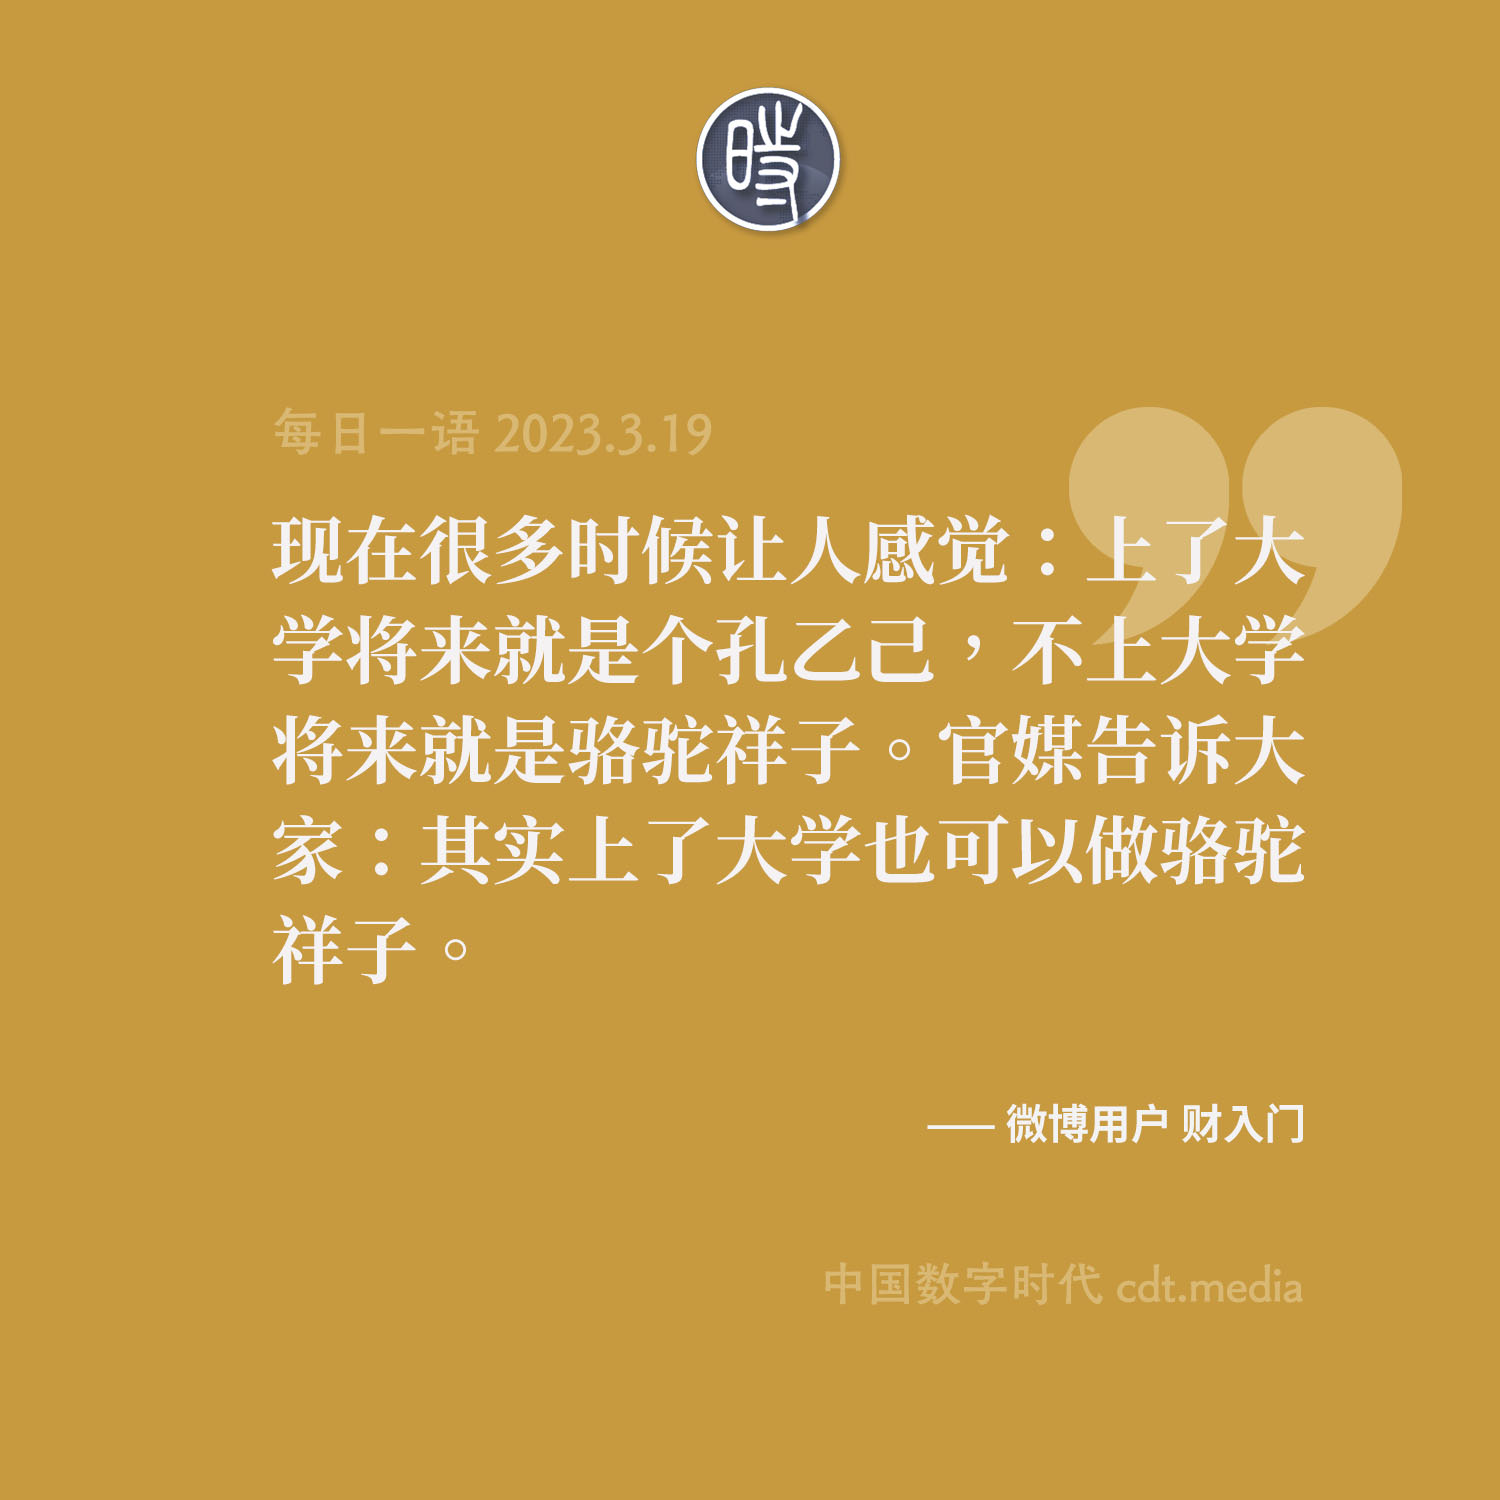 時
每日一语 2023.3.19
现在很多时候让人感觉：上了大
学将来就是个孔乙己，不上大学
将来就是骆驼祥子。官媒告诉大
家：其实上了大学也可以做骆驼
祥子。
—— 微博用户 财入门
中国数字时代 cdt.media